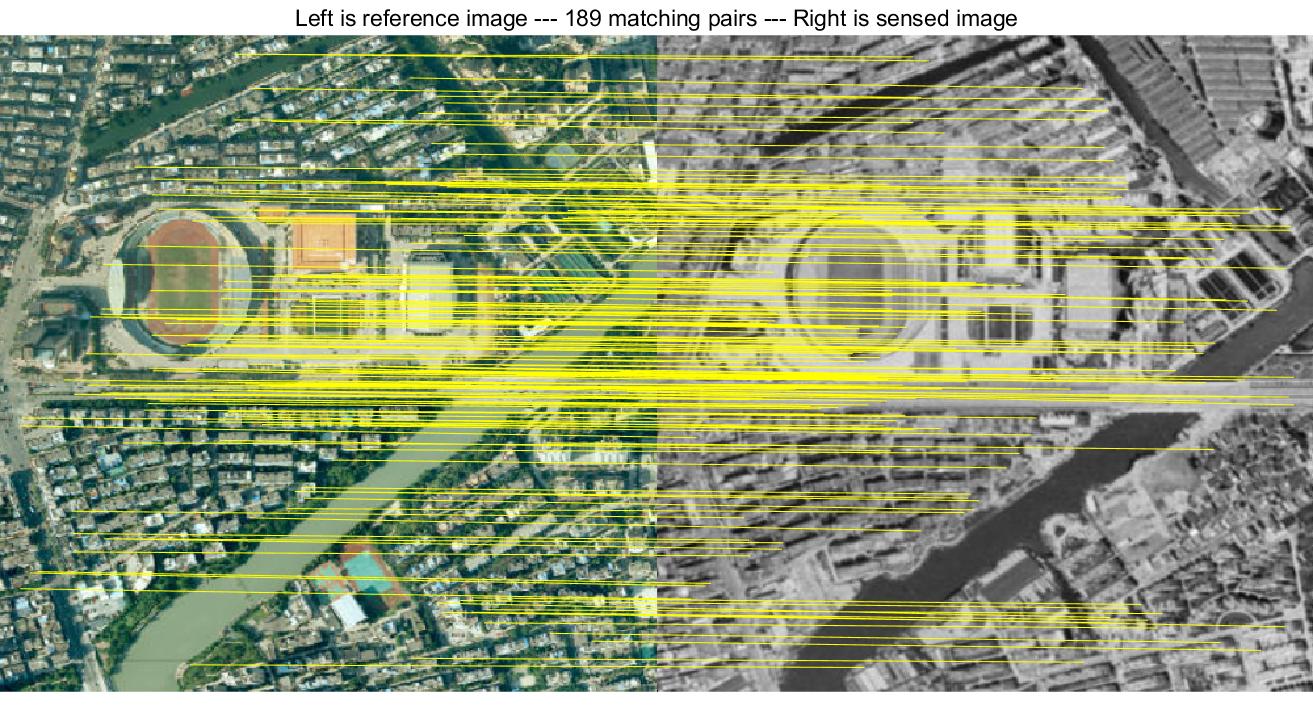 Left is reference image --- 189 matching pairs --- Right is sensed image